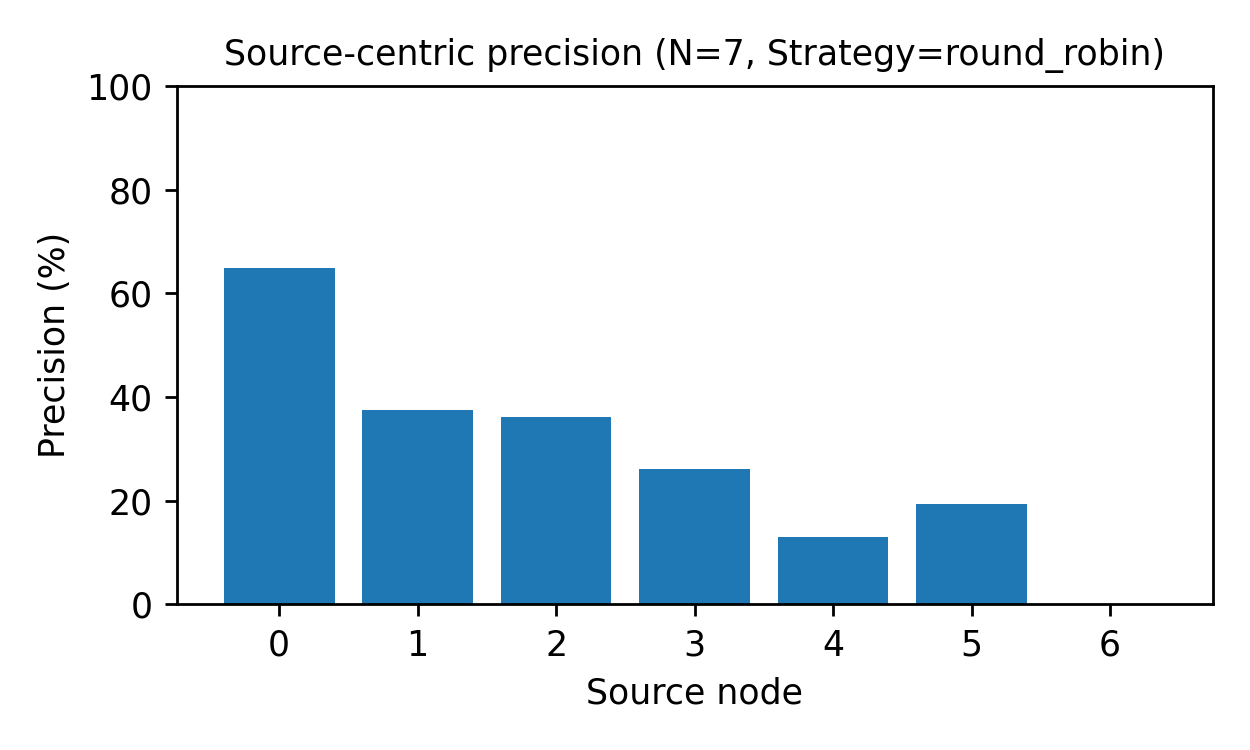 Source-centric precision (N=7, Strategy=round_robin)
100
80
60
40
20
0
Precision (%)
0 1 2 3 4 5 6
Source node